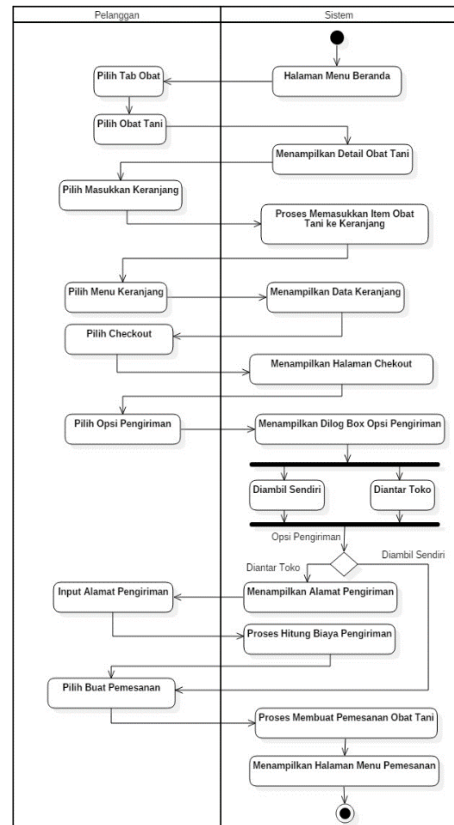 Pelanggan
Sistem
Halaman Menu Beranda
Pilih Tab Obat
Pilih Obat Tani
Menampilkan Detail Obat Tani
Pilih Masukkan Keranjang
Proses Memasukkan Item Obat
Tani ke Keranjang
Pilih Menu Keranjang
Menampilkan Data Keranjang
Pilih Checkout
Menampilkan Halaman Chekout
Pilih Opsi Pengiriman
Menampilkan Dilog Box Opsi Pengiriman
Diambil Sendiri
Diantar Toko
Opsi Pengiriman
Diambil Sendiri
Diantar Toko
Menampilkan Alamat Pengiriman
Input Alamat Pengiriman
Proses Hitung Biaya Pengiriman
Pilih Buat Pemesanan
Proses Membuat Pemesanan Obat Tani
Menampilkan Halaman Menu Pemesanan